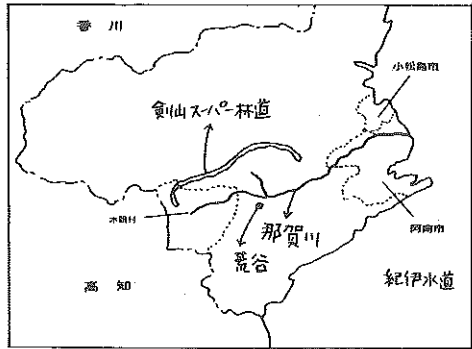 香川
小松島市
剣山スーパー林道
木頭村
那賀川
阿南市
荒谷
高知
紀伊水道